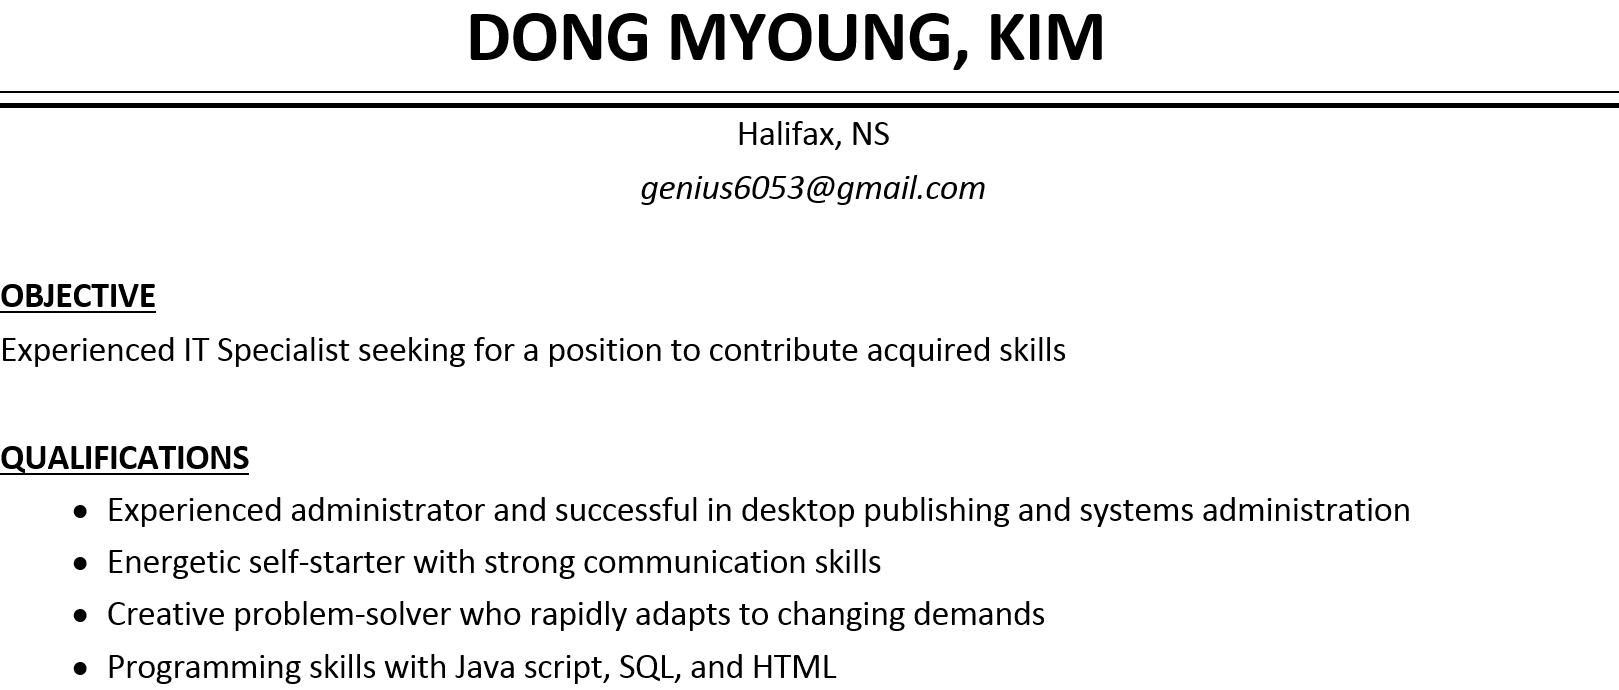 DONG MYOUNG, KIM
Halifax, NS
genius6053@gmail.com
OBJECTIVE
Experienced IT Specialist seeking for a position to contribute acquired skills
QUALIFICATIONS
• Experienced administrator and successful in desktop publishing and systems administration
• Energetic self-starter with strong communication skills
• Creative problem-solver who rapidly adapts to changing demands
• Programming skills with Java script, SQL, and HTML